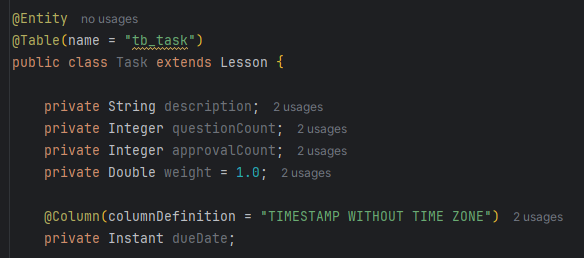 @Entity no usages
@Table(name = "tb_task")
public class Task extends Lesson {
private String description; 2 usages
private Integer questionCount; 2 usages
private Integer approvalCount; 2 usages
private Double weight = 1.0; 2 usages
@Column(columnDefinition = "TIMESTAMP WITHOUT TIME ZONE") 2 usages
private Instant dueDate;